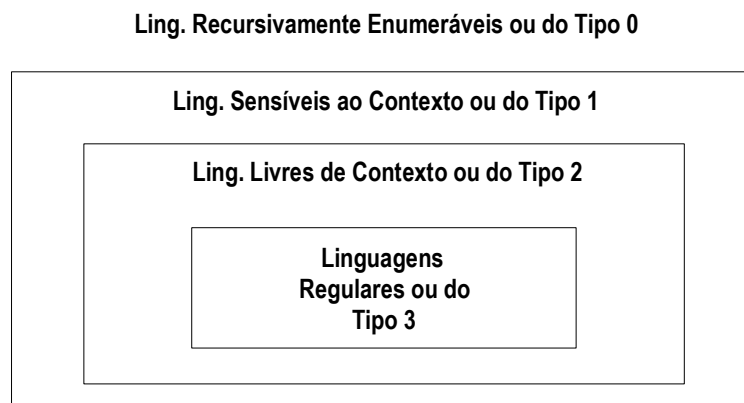 Ling. Recursivamente Enumeráveis ou do Tipo 0
Ling. Sensíveis ao Contexto ou do Tipo 1
Ling. Livres de Contexto ou do Tipo 2
Linguagens
Regulares ou do
Tipo 3